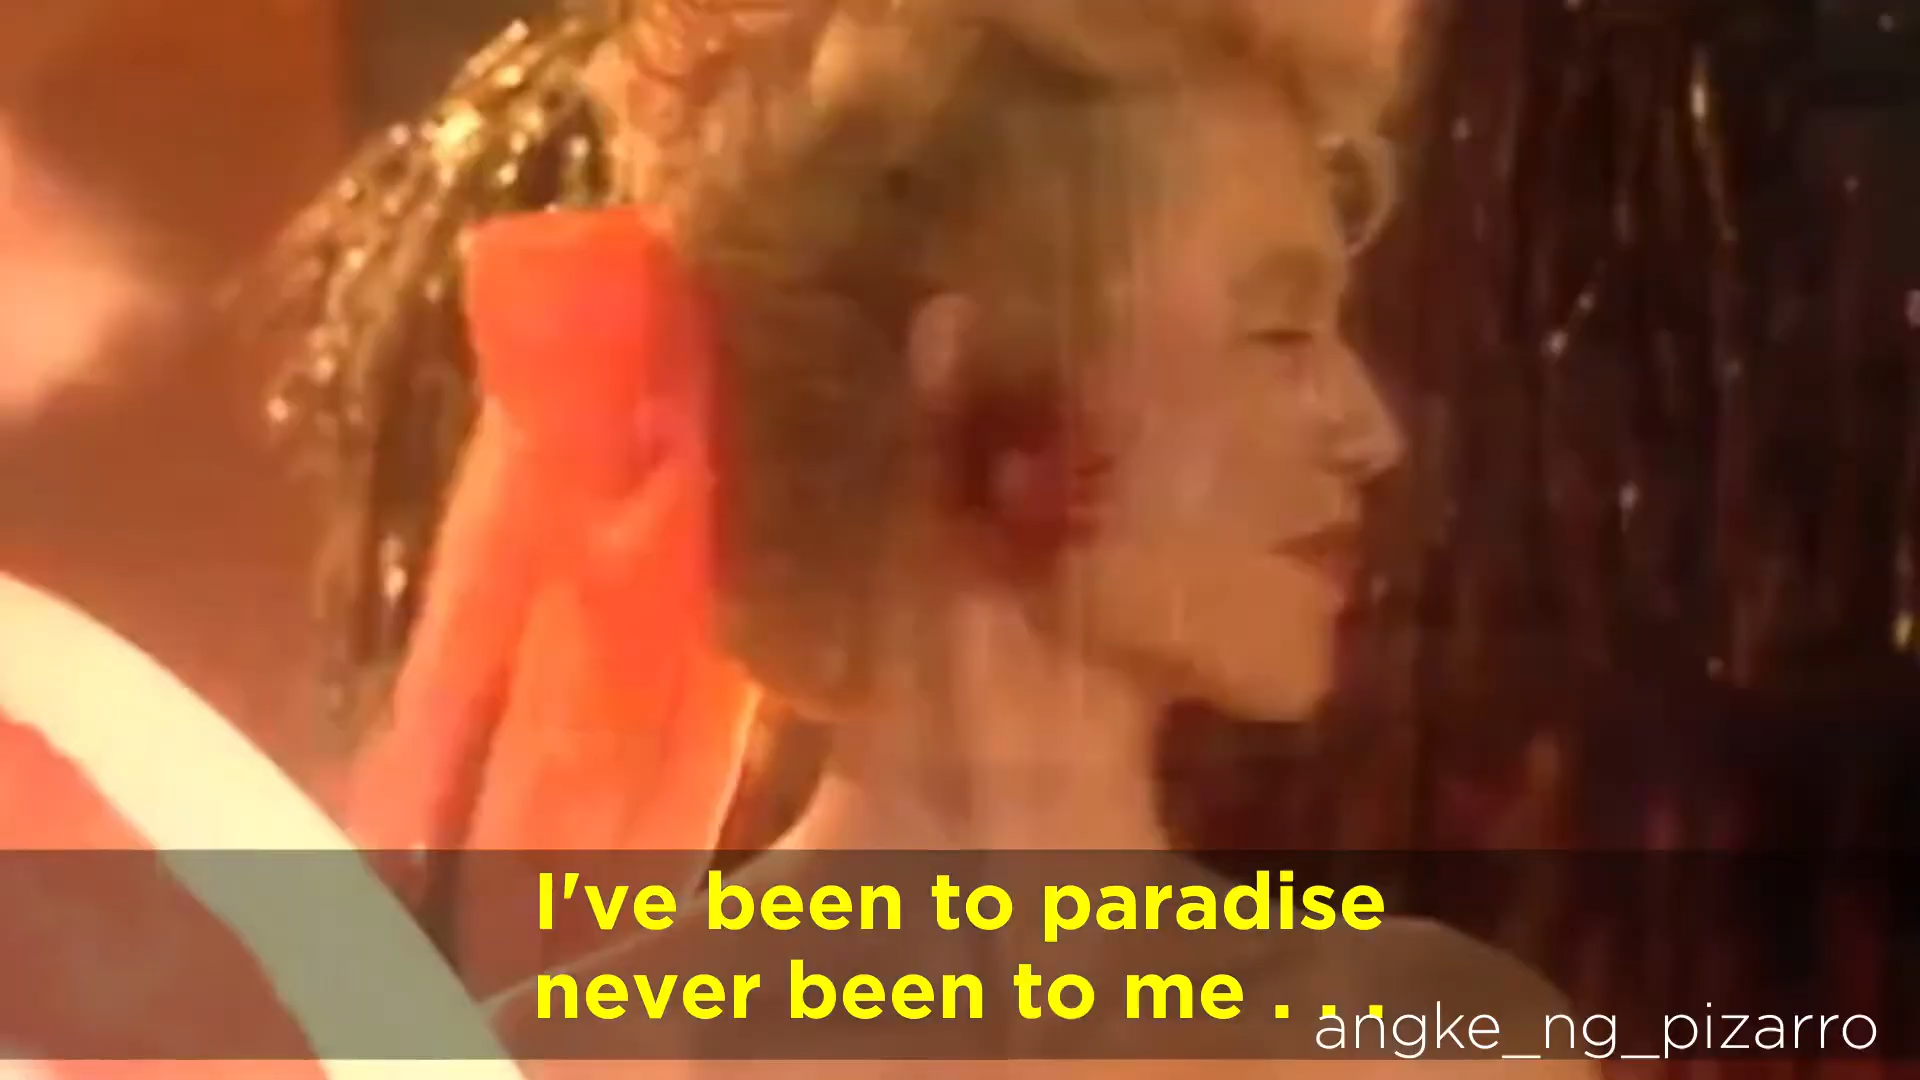 I've been to paradise
never been to me . . .
angke_ng_pizarro